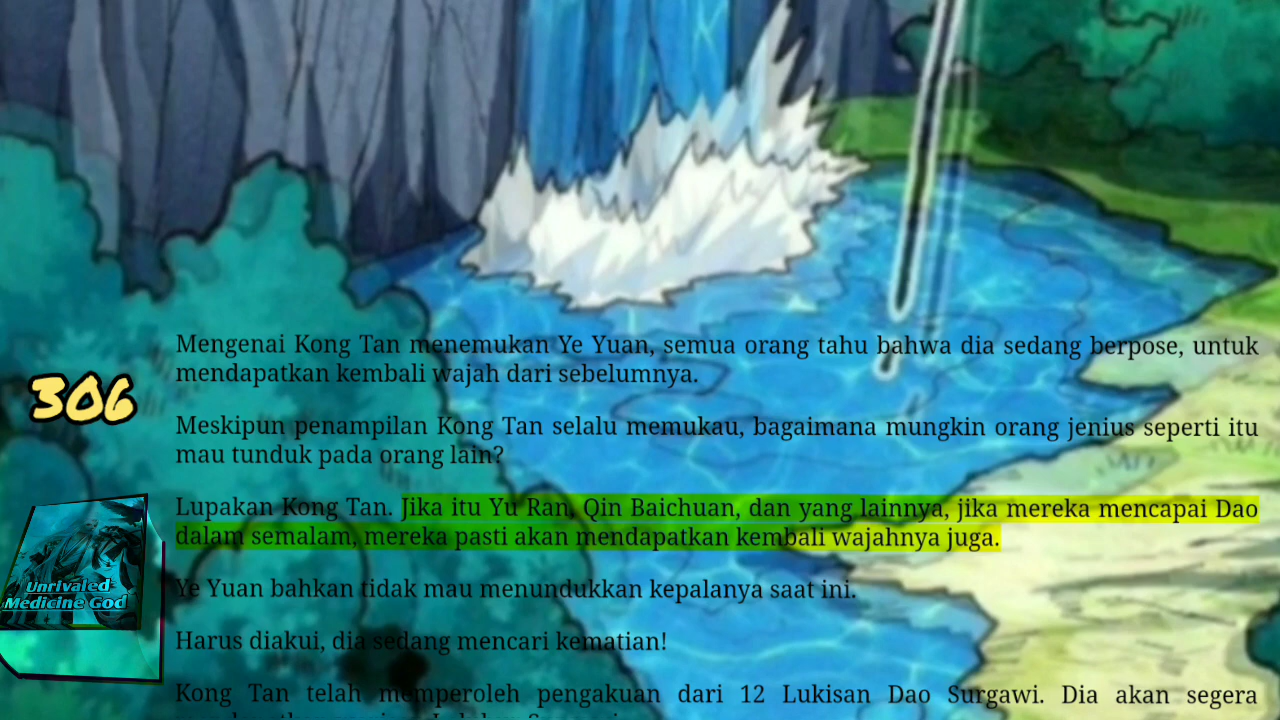 Mengenai Kong Tan menemukan Ye Yuan, semua orang tahu bahwa dia sedang berpose, untuk
mendapatkan kembali wajah dari sebelumnya.
306
Meskipun penampilan Kong Tan selalu memukau, bagaimana mungkin orang jenius seperti itu
mau tunduk pada orang lain?
Lupakan Kong Tan. Jika itu Yu Ran, Qin Baichuan, dan yang lainnya, jika mereka mencapai Dao
dalam semalam, mereka pasti akan mendapatkan kembali wajahnya juga.
Unrivaled
Medicine God
Ye Yuan bahkan tidak mau menundukkan kepalanya saat ini.
Harus diakui, dia sedang mencari kematian!
Kong Tan telah memperoleh pengakuan dari 12 Lukisan Dao Surgawi. Dia akan segera